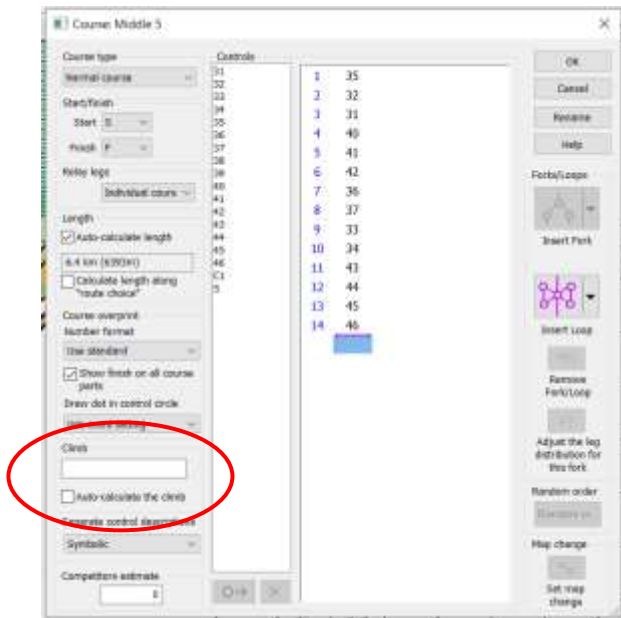 Course: Middle 5
Course type
Normal course
Start/finish
Start S
Finish F
Relay legs
Individual cours
Length
Auto-calculate length
6.4 km (6393m)
Calculate length along
"route choice"
Course overprint
Number format
Use standard
Show finish on all course
parts
Draw dot in control circle
Climb
Auto-calculate the climb
Generate control descriptions
Symbolic
Competitors estimate
Controls
31
32
33
34
35
36
37
38
39
40
41
42
43
44
45
46
C1
S
1 35
2 32
3 31
4 40
5 41
6 42
7 36
8 37
9 33
10 34
11 43
12 44
13 45
14 46
OK
Cancel
Rename
Help
Forks/Loops
Insert Fork
Insert Loop
Remove
Fork/Loop
Adjust the leg
distribution for
this fork
Random order
Map change
Set map
change